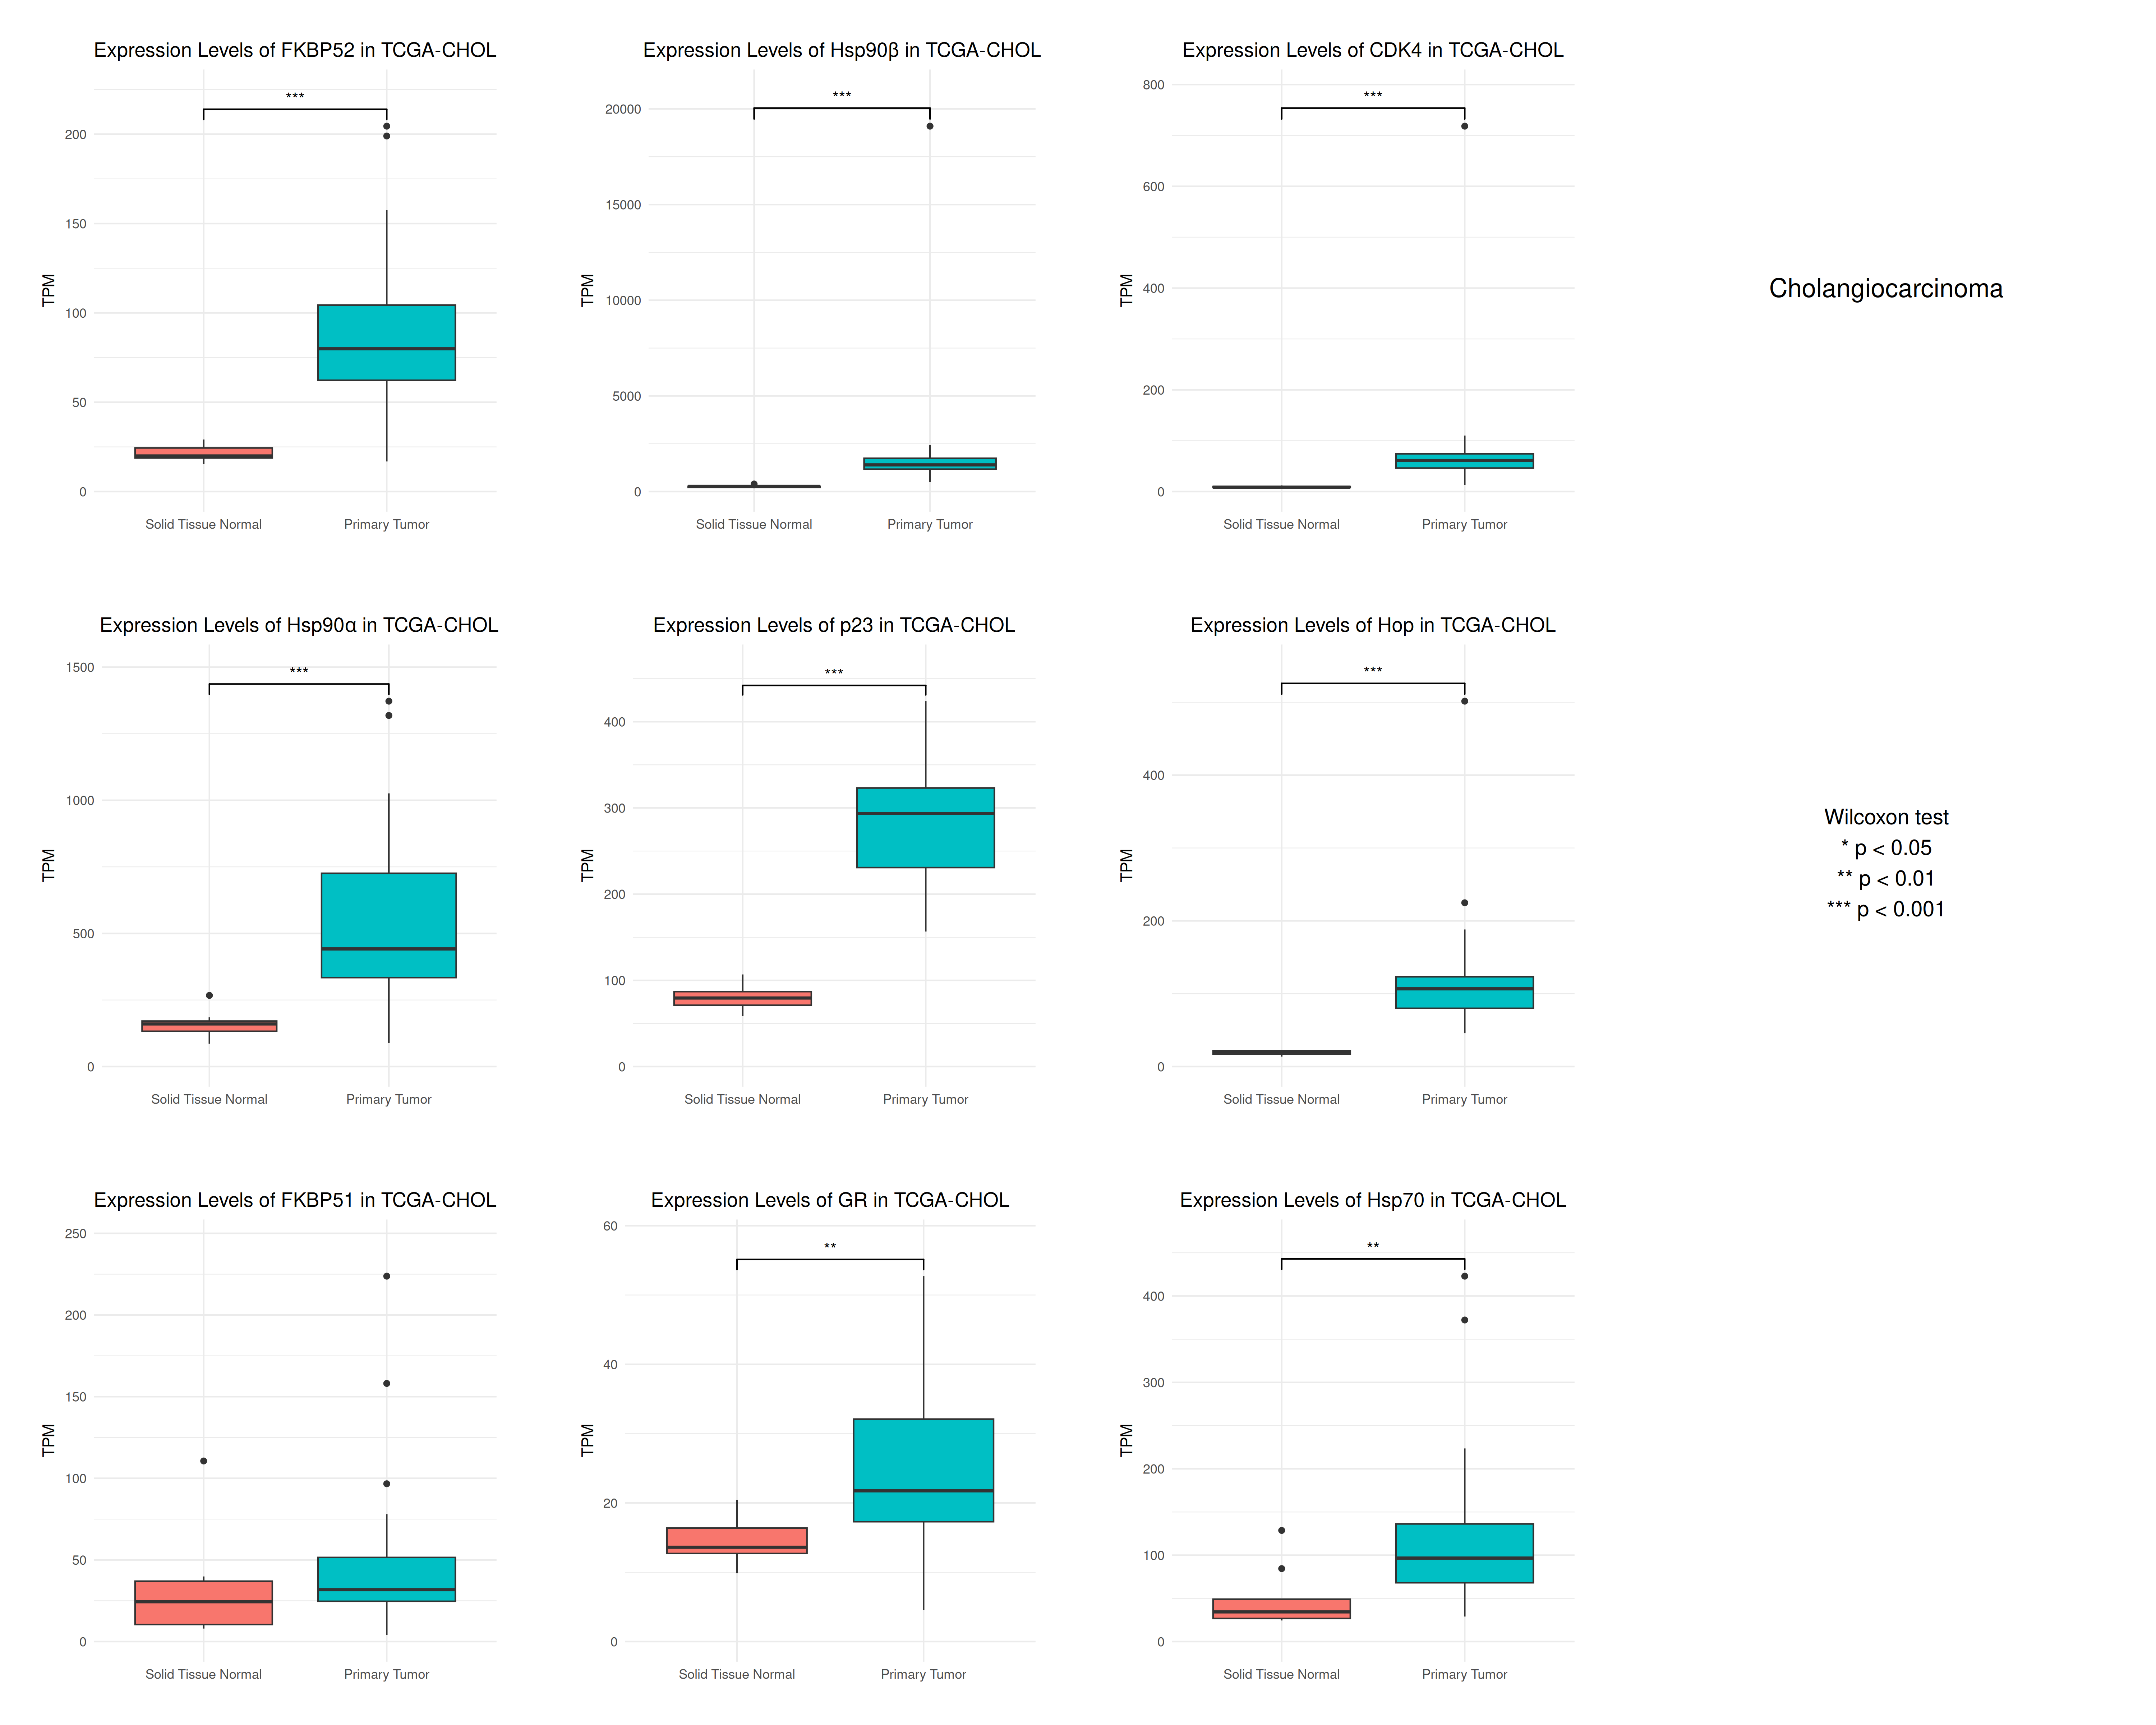 Expression Levels of FKBP52 in TCGA-CHOL
***
200
150
100
50
0
TPM
Solid Tissue Normal
Primary Tumor
Expression Levels of Hsp90β in TCGA-CHOL
***
20000
15000
10000
5000
0
TPM
Solid Tissue Normal
Primary Tumor
Expression Levels of CDK4 in TCGA-CHOL
***
800
600
400
200
0
TPM
Solid Tissue Normal
Primary Tumor
Cholangiocarcinoma
Expression Levels of Hsp90α in TCGA-CHOL
***
1500
1000
500
0
TPM
Solid Tissue Normal
Primary Tumor
Expression Levels of p23 in TCGA-CHOL
***
400
300
200
100
0
TPM
Solid Tissue Normal
Primary Tumor
Expression Levels of Hop in TCGA-CHOL
***
400
200
0
TPM
Solid Tissue Normal
Primary Tumor
Wilcoxon test
* p < 0.05
** p < 0.01
*** p < 0.001
Expression Levels of FKBP51 in TCGA-CHOL
250
200
150
100
50
0
TPM
Solid Tissue Normal
Primary Tumor
Expression Levels of GR in TCGA-CHOL
**
60
40
20
0
TPM
Solid Tissue Normal
Primary Tumor
Expression Levels of Hsp70 in TCGA-CHOL
**
400
300
200
100
0
TPM
Solid Tissue Normal
Primary Tumor